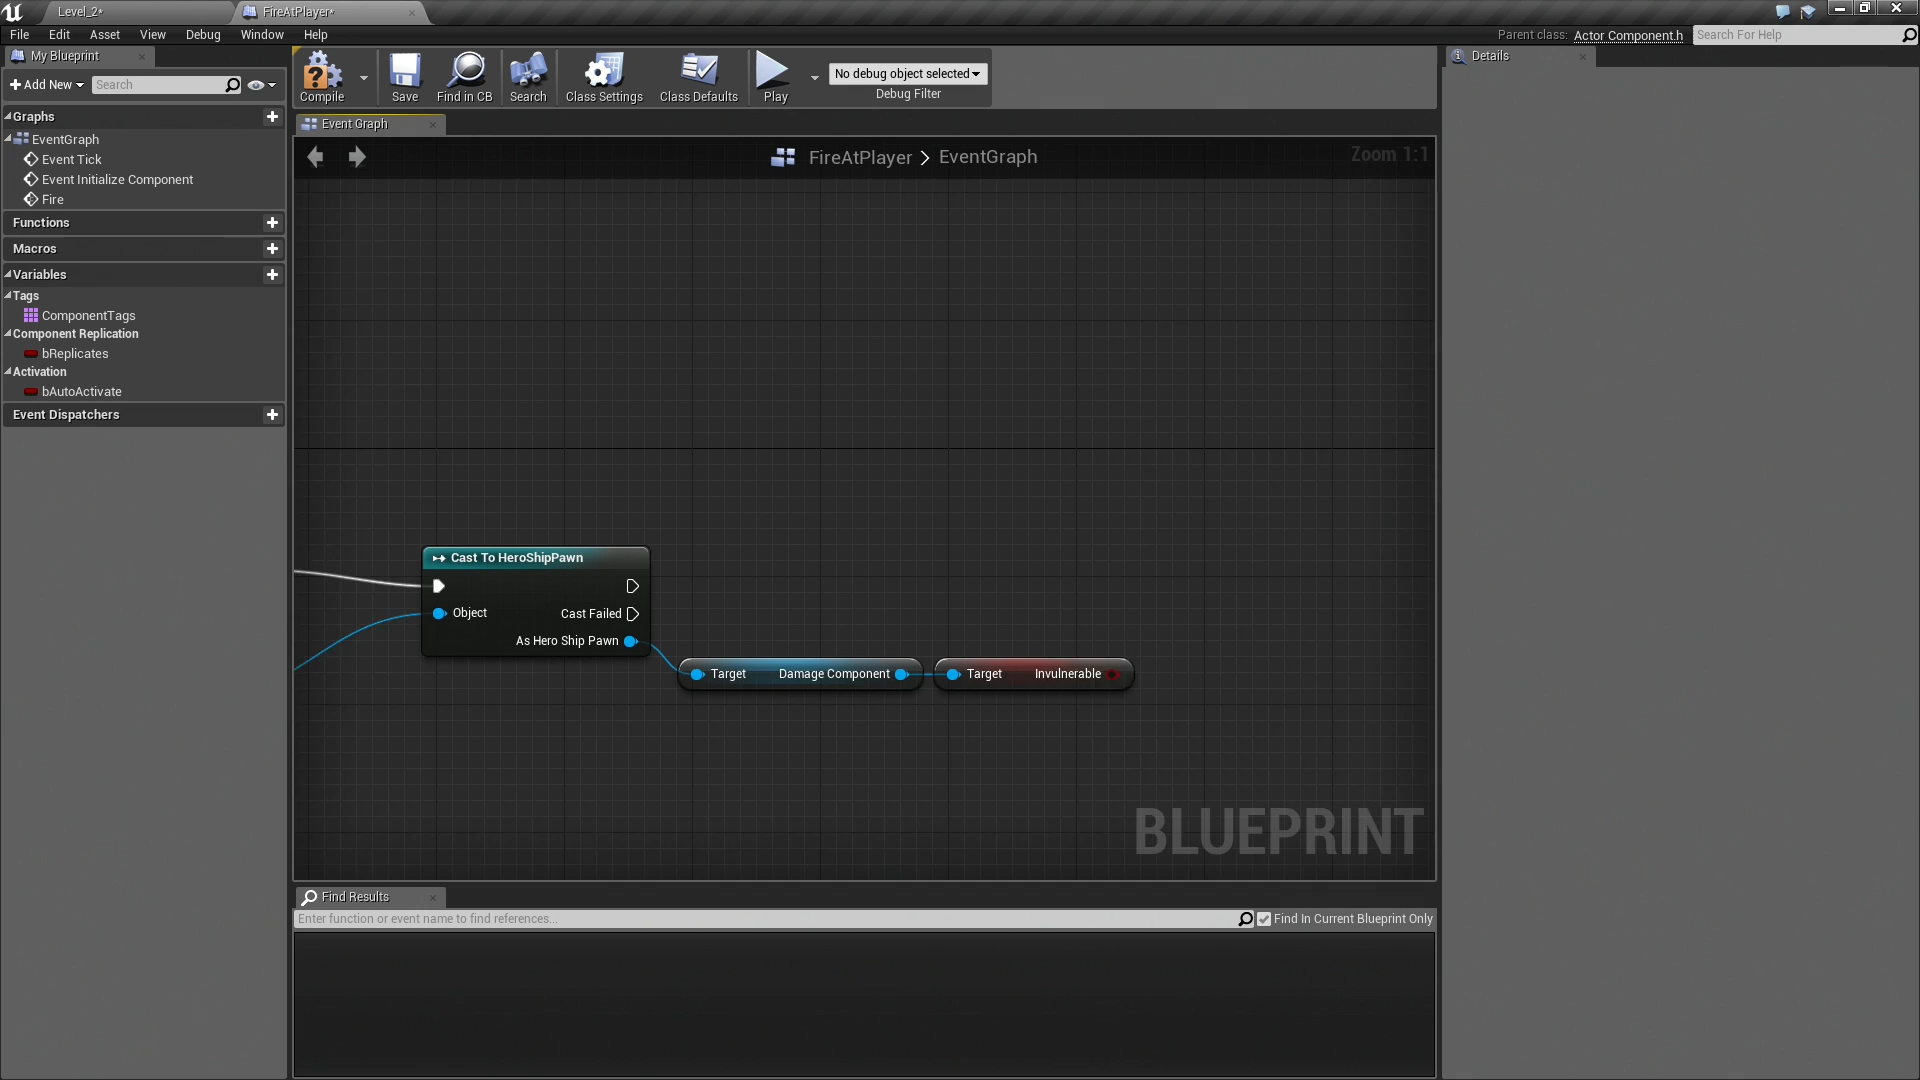 Level_2*
FireAtPlayer*
File Edit Asset View Debug Window Help
Parent class: Actor Component.h
Search For Help
My Blueprint
Add New
Search
Graphs
EventGraph
Event Tick
Event Initialize Component
Fire
Functions
Macros
Variables
Tags
ComponentTags
Component Replication
bReplicates
Activation
bAutoActivate
Event Dispatchers
Compile
Save
Find in CB
Search
Class Settings
Class Defaults
Play
No debug object selected
Debug Filter
Event Graph
FireAtPlayer > EventGraph
Zoom 1:1
Cast To HeroShipPawn
Object
Cast Failed
As Hero Ship Pawn
Target Damage Component
Target Invulnerable
BLUEPRINT
Find Results
Enter function or event name to find references...
Find In Current Blueprint Only
Details